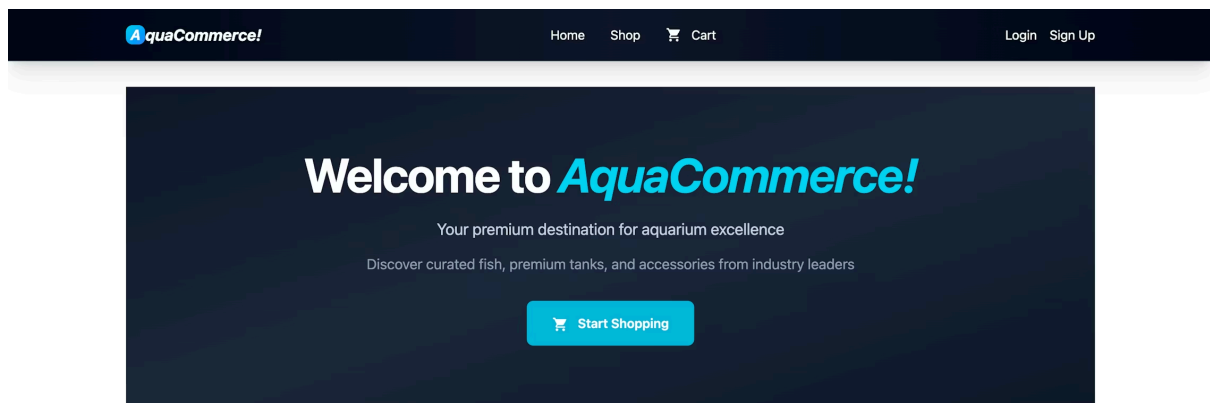 AquaCommerce!
Home
Shop
Cart
Login
Sign Up
Welcome to AquaCommerce!
Your premium destination for aquarium excellence
Discover curated fish, premium tanks, and accessories from industry leaders
Start Shopping